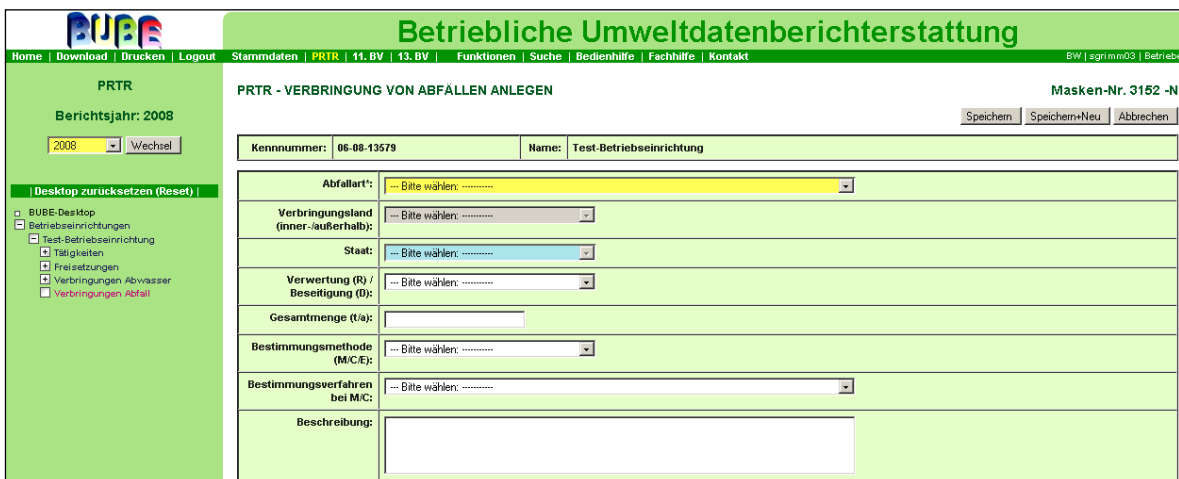 BUBE
Betriebliche Umweltdatenberichterstattung
Home | Download | Drucken | Logout
Stammdaten | PRTR | 11. BV | 13. BV | Funktionen | Suche | Bedienhilfe | Fachhilfe | Kontakt
BW | sgrimm03 | Betriebe
PRTR
Berichtsjahr: 2008
2008
Wechsel
|Desktop zurücksetzen (Reset) |
BUBE-Desktop
Betriebseinrichtungen
Test-Betriebseinrichtung
Tätigkeiten
Freisetzungen
Verbringungen Abwasser
Verbringungen Abfall
PRTR - VERBRINGUNG VON ABFÄLLEN ANLEGEN
Masken-Nr. 3152 -N
Speichern
Speichern+Neu
Abbrechen
Kennnummer: 06-08-13579 Name: Test-Betriebseinrichtung
Abfallart*: --- Bitte wählen: ----------
Verbringungsland
(inner-/außerhalb):
--- Bitte wählen: ----------
Staat: --- Bitte wählen: ----------
Verwertung (R) /
Beseitigung (D):
--- Bitte wählen: ----------
Gesamtmenge (t/a):
Bestimmungsmethode
(M/C/E):
--- Bitte wählen: ----------
Bestimmungsverfahren
bei M/C:
--- Bitte wählen: ----------
Beschreibung: